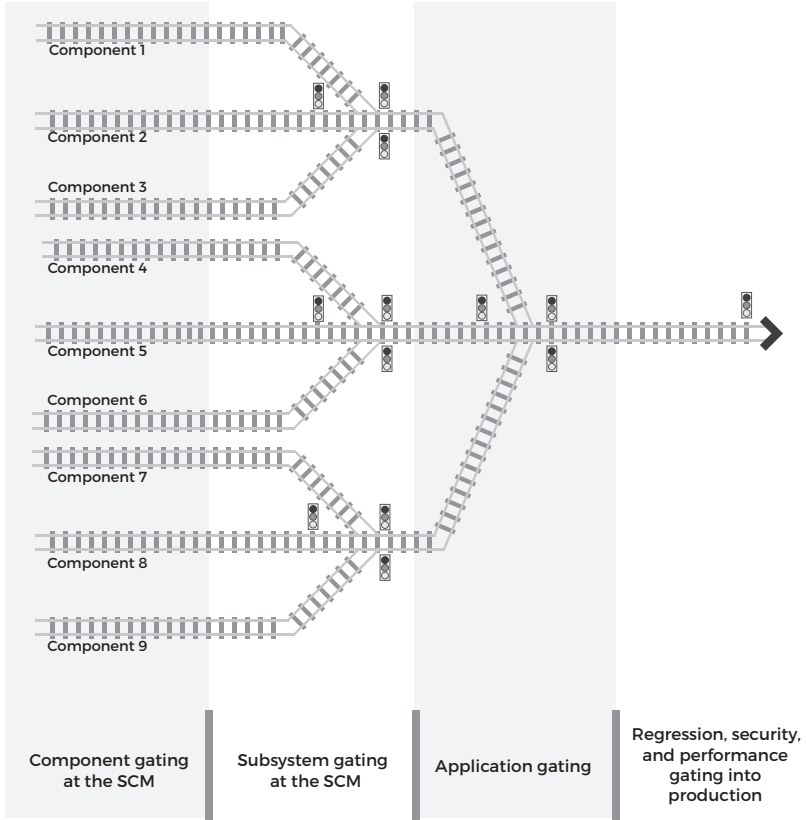 Component 1
Component 2
Component 3
Component 4
Component 5
Component 6
Component 7
Component 8
Component 9
Component gating
at the SCM
Subsystem gating
at the SCM
Application gating
Regression, security,
and performance
gating into
production